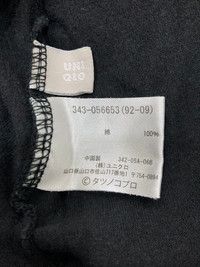 UNI
QLO
343-056653(92-09)
綿 100%
中国製 342-05A-06B
(株)ユニクロ
山口県山口市佐山717番地1 〒754-0894
©タツノコプロ